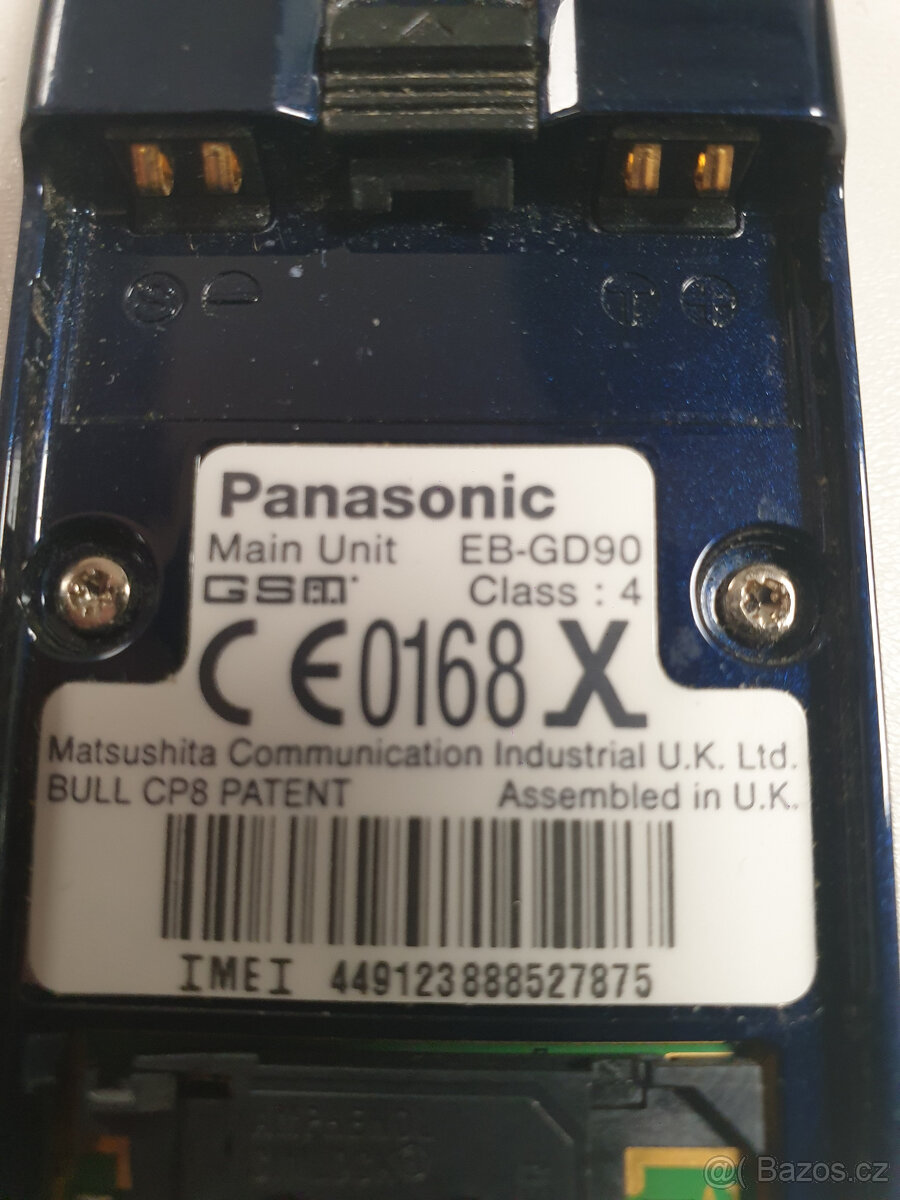 Panasonic
Main Unit EB-GD90
GSM Class : 4
CE0168 X
Matsushita Communication Industrial U.K. Ltd.
BULL CP8 PATENT Assembled in U.K.
IMEI 449123888527875
@( Bazos.cz